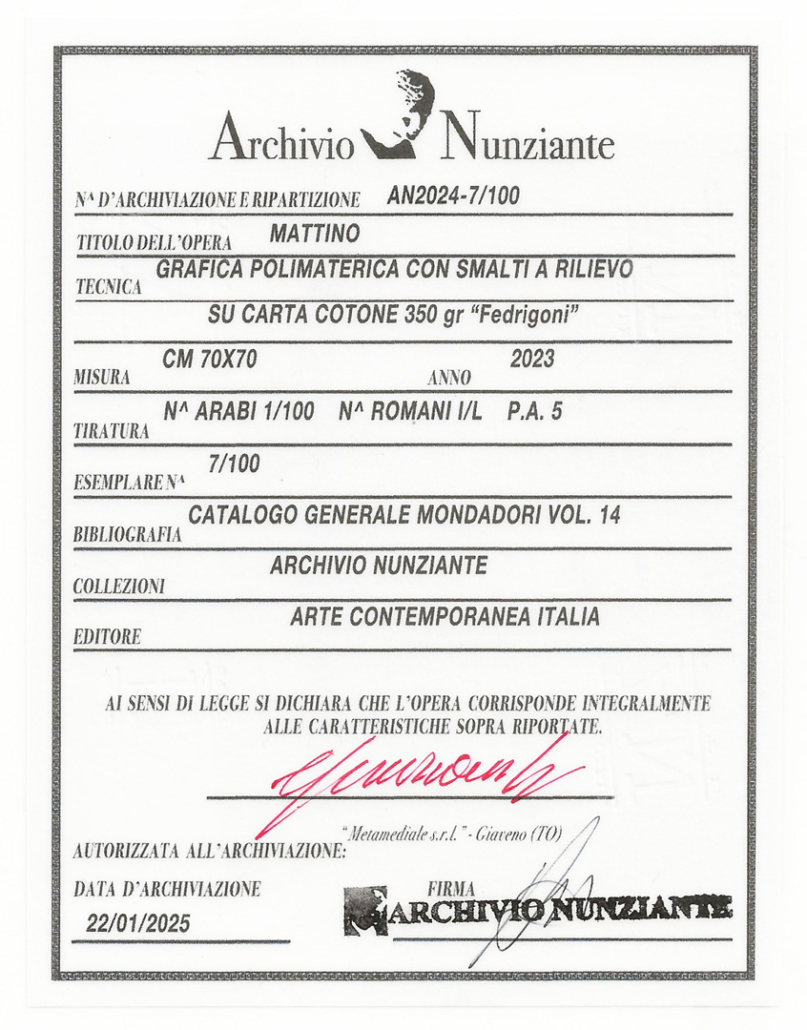 Archivio Nunziante
N^ D'ARCHIVIAZIONE E RIPARTIZIONE AN2024-7/100
TITOLO DELL'OPERA MATTINO
TECNICA GRAFICA POLIMATERICA CON SMALTI A RILIEVO
SU CARTA COTONE 350 gr "Fedrigoni"
MISURA CM 70X70 ANNO 2023
TIRATURA N^ ARABI 1/100 N^ ROMANI I/L P.A. 5
ESEMPLARE N^ 7/100
BIBLIOGRAFIA CATALOGO GENERALE MONDADORI VOL. 14
COLLEZIONI ARCHIVIO NUNZIANTE
EDITORE ARTE CONTEMPORANEA ITALIA
AI SENSI DI LEGGE SI DICHIARA CHE L'OPERA CORRISPONDE INTEGRALMENTE
ALLE CARATTERISTICHE SOPRA RIPORTATE.
"Metamediale s.r.l." - Giaveno (TO)
AUTORIZZATA ALL'ARCHIVIAZIONE:
DATA D'ARCHIVIAZIONE FIRMA
22/01/2025 ARCHIVIO NUNZIANTE